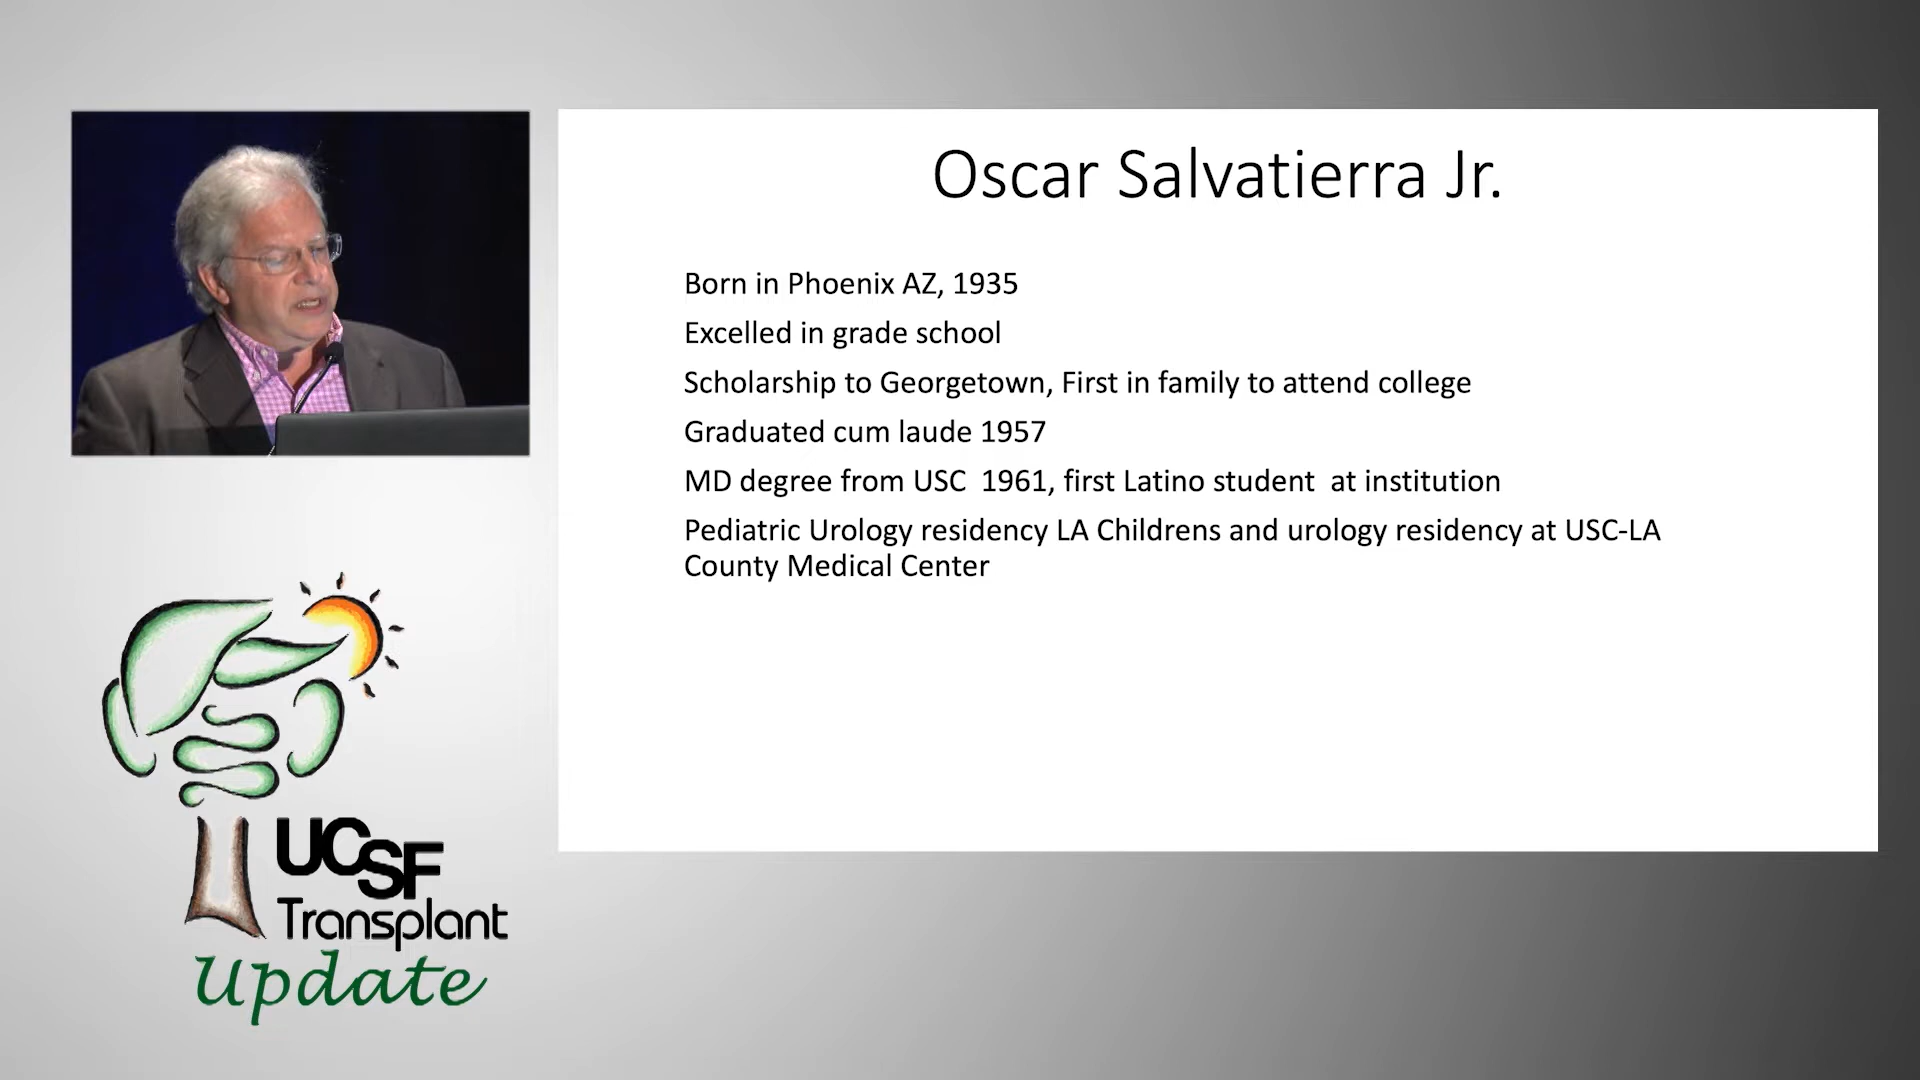 Oscar Salvatierra Jr.
Born in Phoenix AZ, 1935
Excelled in grade school
Scholarship to Georgetown, First in family to attend college
Graduated cum laude 1957
MD degree from USC  1961, first Latino student  at institution
Pediatric Urology residency LA Childrens and urology residency at USC-LA
County Medical Center
UCSF
Transplant
Update